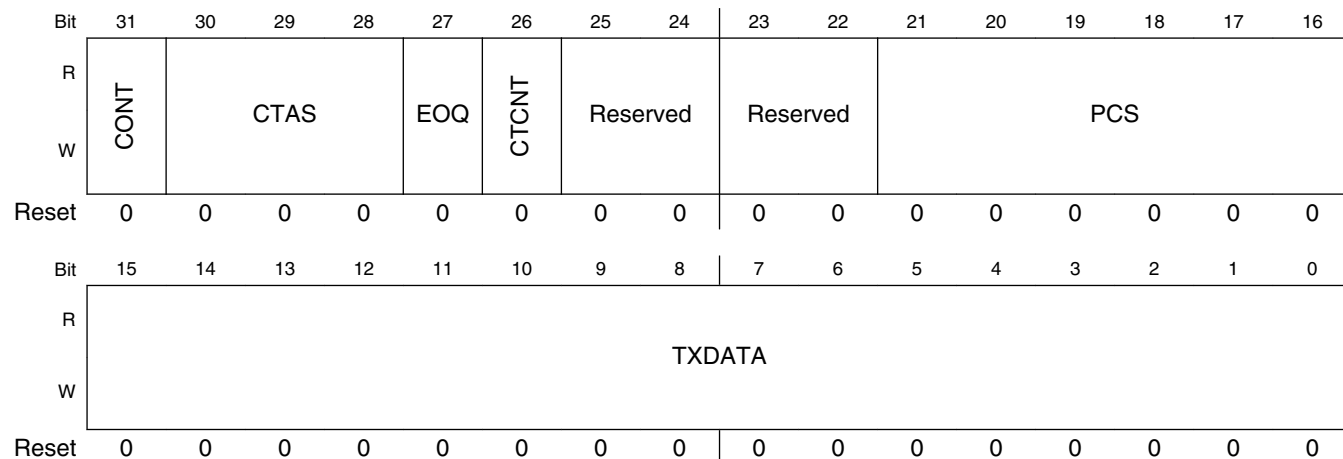 Bit 31 30 29 28 27 26 25 24 23 22 21 20 19 18 17 16
R
CONT CTAS EOQ CTCNT Reserved Reserved PCS
W
Reset 0 0 0 0 0 0 0 0 0 0 0 0 0 0 0 0
Bit 15 14 13 12 11 10 9 8 7 6 5 4 3 2 1 0
R
TXDATA
W
Reset 0 0 0 0 0 0 0 0 0 0 0 0 0 0 0 0